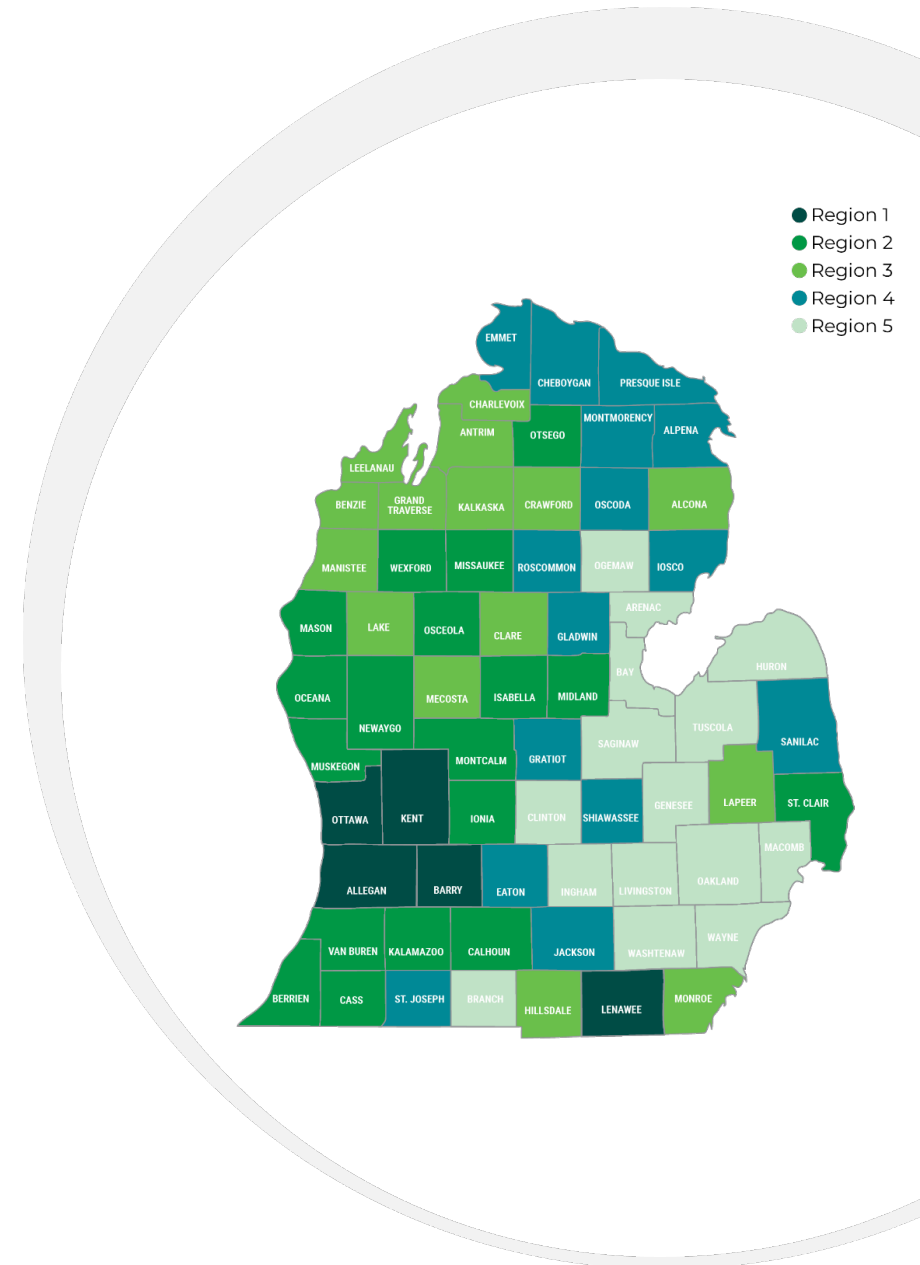 Region 1
Region 2
Region 3
Region 4
Region 5
EMMET
CHEBOYGAN
PRESQUE ISLE
CHARLEVOIX
MONTMORENCY
ANTRIM
OTSEGO
ALPENA
LEELANAU
BENZIE
GRAND
TRAVERSE
KALKASKA
CRAWFORD
OSCODA
ALCONA
MANISTEE
WEXFORD
MISSAUKEE
ROSCOMMON
OGEMAW
IOSCO
ARENAC
MASON
LAKE
OSCEOLA
CLARE
GLADWIN
BAY
HURON
OCEANA
NEWAYGO
MECOSTA
ISABELLA
MIDLAND
TUSCOLA
SANILAC
MUSKEGON
MONTCALM
GRATIOT
SAGINAW
OTTAWA
KENT
IONIA
CLINTON
SHIAWASSEE
GENESEE
LAPEER
ST. CLAIR
ALLEGAN
BARRY
EATON
INGHAM
LIVINGSTON
OAKLAND
MACOMB
VAN BUREN
KALAMAZOO
CALHOUN
JACKSON
WASHTENAW
WAYNE
BERRIEN
CASS
ST. JOSEPH
BRANCH
HILLSDALE
LENAWEE
MONROE